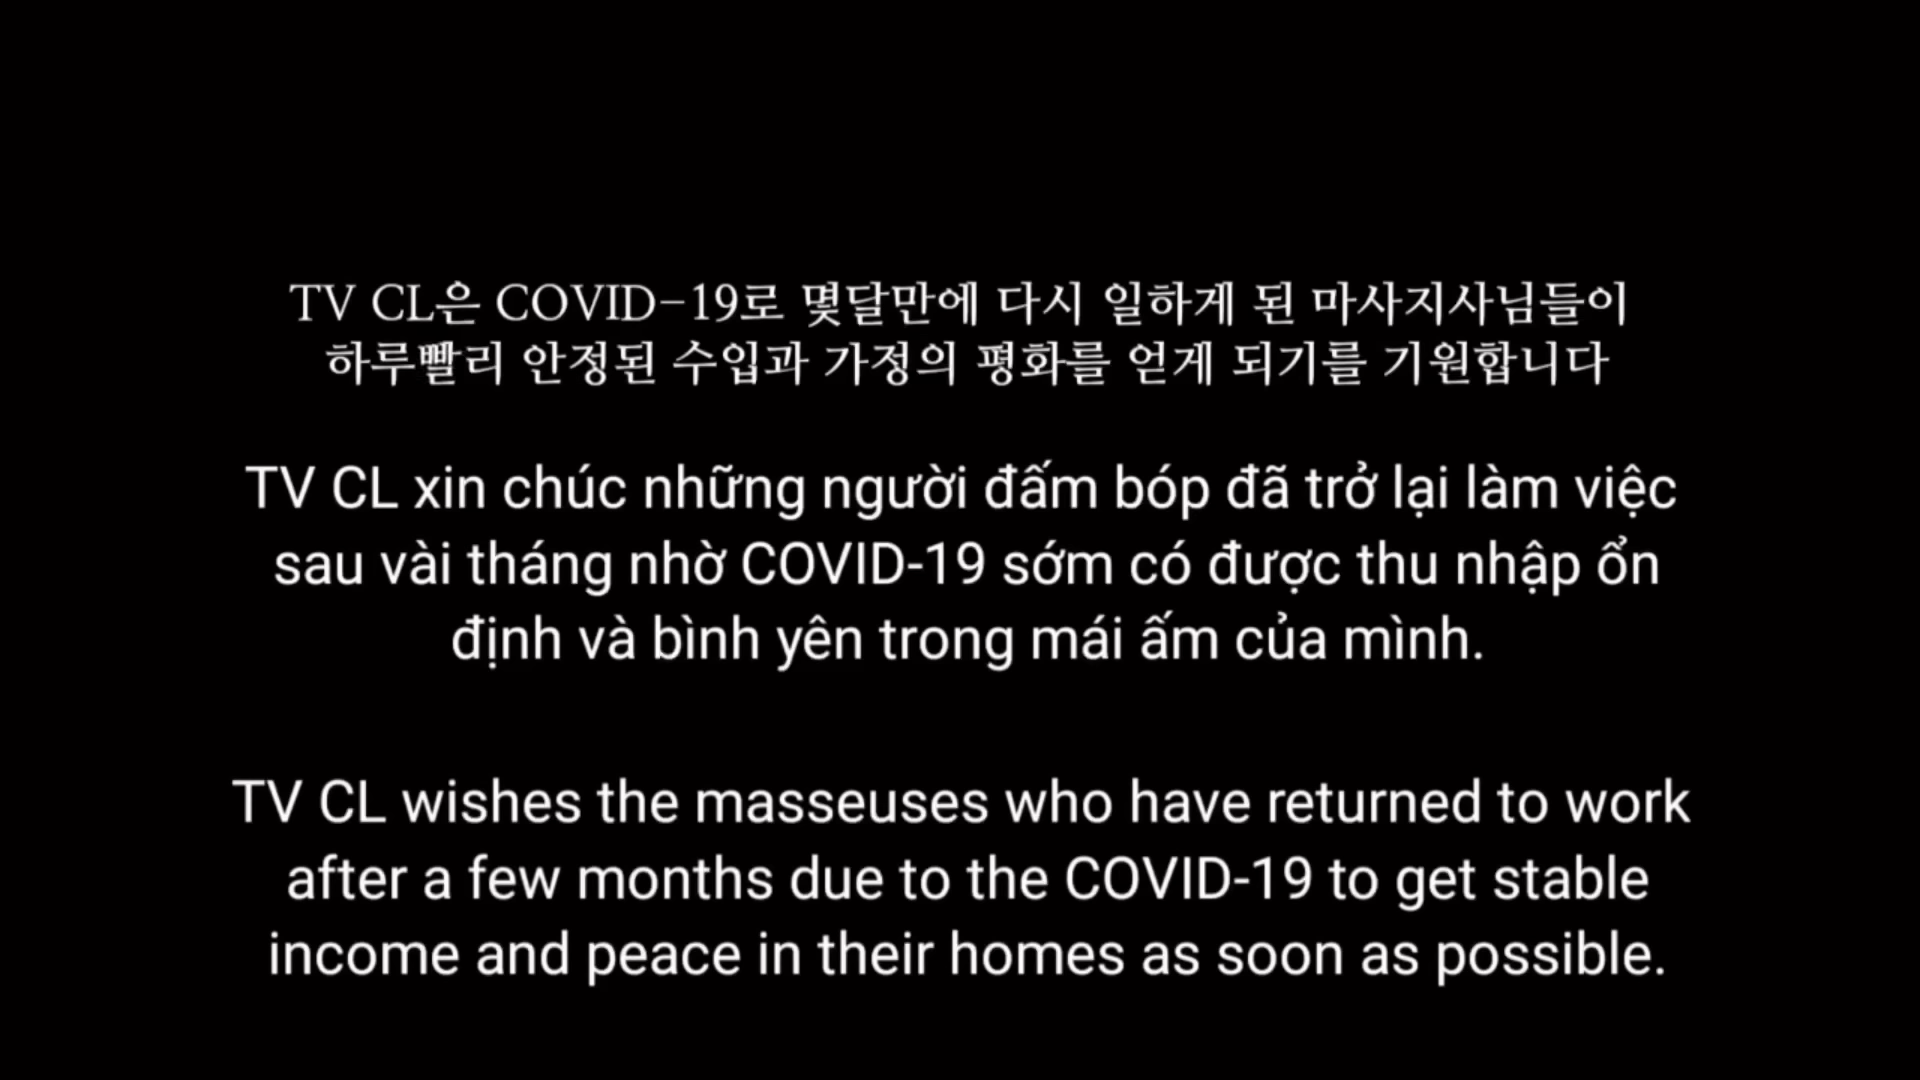 TV CL은 COVID-19로 몇달만에 다시 일하게 된 마사지사님들이
하루빨리 안정된 수입과 가정의 평화를 얻게 되기를 기원합니다
TV CL xin chúc những người đấm bóp đã trở lại làm việc
sau vài tháng nhờ COVID-19 sớm có được thu nhập ổn
định và bình yên trong mái ấm của mình.
TV CL wishes the masseuses who have returned to work
after a few months due to the COVID-19 to get stable
income and peace in their homes as soon as possible.